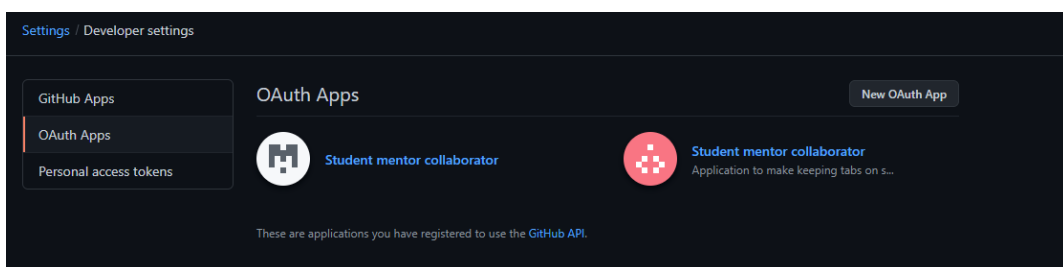 Settings / Developer settings
GitHub Apps
OAuth Apps
Personal access tokens
OAuth Apps
New OAuth App
Student mentor collaborator
Student mentor collaborator
Application to make keeping tabs on s...
These are applications you have registered to use the GitHub API.